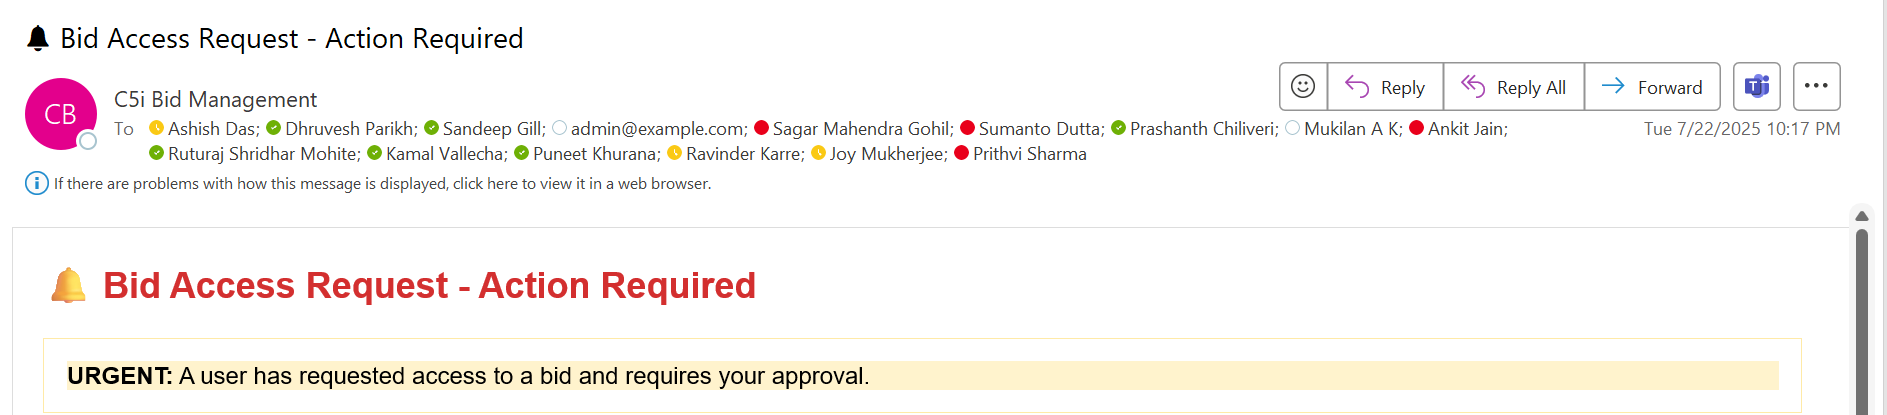 Bid Access Request - Action Required
CB
C5i Bid Management
Reply
Reply All
Forward
To Ashish Das; Dhruvesh Parikh; Sandeep Gill; admin@example.com; Sagar Mahendra Gohil; Sumanto Dutta; Prashanth Chiliveri; Mukilan A K; Ankit Jain;
Tue 7/22/2025 10:17 PM
Ruturaj Shridhar Mohite; Kamal Vallecha; Puneet Khurana; Ravinder Karre; Joy Mukherjee; Prithvi Sharma
If there are problems with how this message is displayed, click here to view it in a web browser.
Bid Access Request - Action Required
URGENT: A user has requested access to a bid and requires your approval.